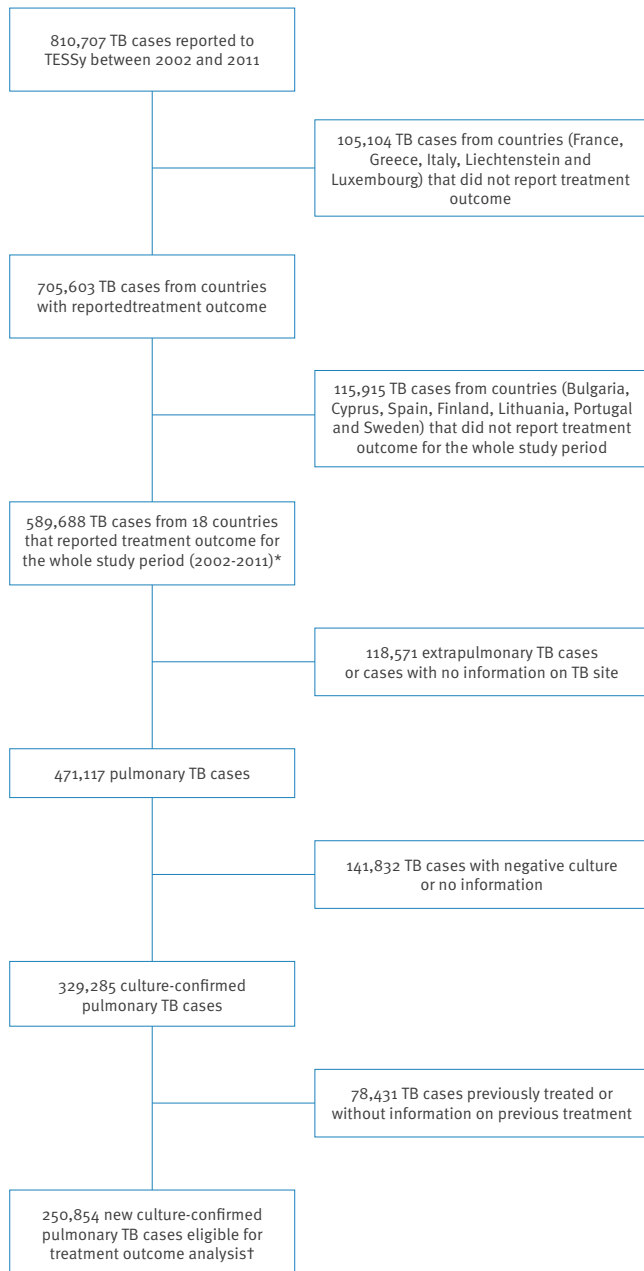 810,707 TB cases reported to
TESSy between 2002 and 2011
105,104 TB cases from countries (France,
Greece, Italy, Liechtenstein and
Luxembourg) that did not report treatment
outcome
705,603 TB cases from countries
with reportedtreatment outcome
115,915 TB cases from countries (Bulgaria,
Cyprus, Spain, Finland, Lithuania, Portugal
and Sweden) that did not report treatment
outcome for the whole study period
589,688 TB cases from 18 countries
that reported treatment outcome for
the whole study period (2002-2011)*
118,571 extrapulmonary TB cases
or cases with no information on TB site
471,117 pulmonary TB cases
141,832 TB cases with negative culture
or no information
329,285 culture-confirmed
pulmonary TB cases
78,431 TB cases previously treated or
without information on previous treatment
250,854 new culture-confirmed
pulmonary TB cases eligible for
treatment outcome analysis†